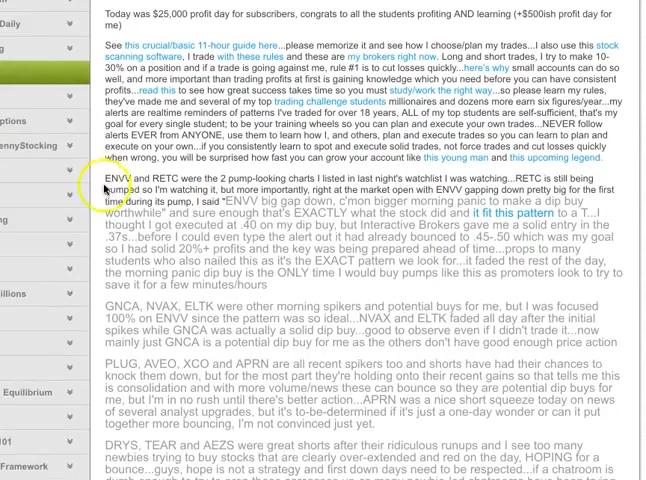 Today was $25,000 profit day for subscribers, congrats to all the students profiting AND learning (+$500ish profit day for
me)
Daily
See this crucial/basic 11-hour guide here...please memorize it and see how I choose/plan my trades...I also use this stock
g
scanning software, I trade with these rules and these are my brokers right now. Long and short trades, I try to make 10-
30% on a position and if a trade is going against me, rule #1 is to cut losses quickly...here's why small accounts can do so
well, and more important than trading profits at first is gaining knowledge which you need before you can have consistent
profits...read this to see how great success takes time so you must study/work the right way...so please learn my rules,
they've made me and several of my top trading challenge students millionaires and dozens more earn six figures/year...my
alerts are realtime reminders of patterns I've traded for over 18 years, ALL of my top students are self-sufficient, that's my
ptions
goal for every single student; to be your training wheels so you can plan and execute your own trades...NEVER follow
alerts EVER from ANYONE, use them to learn how I, and others, plan and execute trades so you can learn to plan and
ennyStocking
execute on your own...if you consistently struggle to learn to spot and execute solid patterns, not force trades and cut losses quickly
when wrong, you will be surprised how fast you can grow your account like this young man and this upcoming legend.
ENVV and RETC were the 2 pump-looking charts I listed in last night's watchlist I was watching...RETC is still being
pumped so I'm watching it, but more importantly, right at the market open with ENVV gapping down pretty big for the first
time during its pump, I said "ENVV big gap down, c'mon bigger morning panic to make a dip buy
worthwhile" and sure enough that's EXACTLY what the stock did and it fit this pattern to a T...I
ng
thought I got executed at .40 on my dip buy, but Interactive Brokers gave me a solid entry in the
.37s...before I could even type the alert out it had already bounced to .45-.50 which was my goal
so I had solid 20%+ profits and the key was being prepared ahead of time...props to many
students who also nailed this as it's the EXACT pattern we look for...it faded the rest of the day,
the morning panic dip buy is the ONLY time I would buy pumps like this as promoters look to try to
save it for a few minutes/hours
illions
GNCA, NVAX, ELTK were other morning spikers and potential buys for me, but I was focused
100% on ENVV since the pattern was so ideal...NVAX and ELTK faded all day after the initial
spikes while GNCA was actually a solid dip buy...good to observe even if I didn't trade it...now
mainly just GNCA is a potential dip buy for me as the others don't have good enough price action
PLUG, AVEO, XCO and APRN are all recent spikers too and shorts have had their chances to
knock them down, but for the most part they're holding onto their recent gains so that tells me this
is consolidation and with more volume/news these can bounce so they are potential dip buys for
Equilibrium
me, but I'm in no rush until there's better action...APRN was a nice short squeeze today on news
of several analyst upgrades, but it's to-be-determined if it's just a one-day wonder or can it put
together more bouncing, I'm not convinced just yet.
101
DRYS, TEAR and AEZS were great shorts after their ridiculous runups and I see too many
newbies trying to buy stocks that are clearly over-extended and red on the day, HOPING for a
Framework
bounce...guys, hope is not a strategy and first down days need to be respected...if a chatroom is